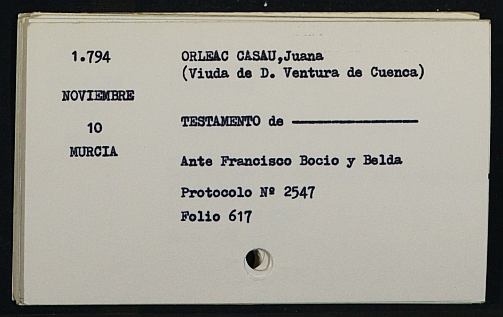 1.794
ORLEAC CASAU,Juana
(Viuda de D. Ventura de Cuenca)
NOVIEMBRE
10
TESTAMENTO de
MURCIA
Ante Francisco Bocio y Belda
Protocolo Nº 2547
Folio 617